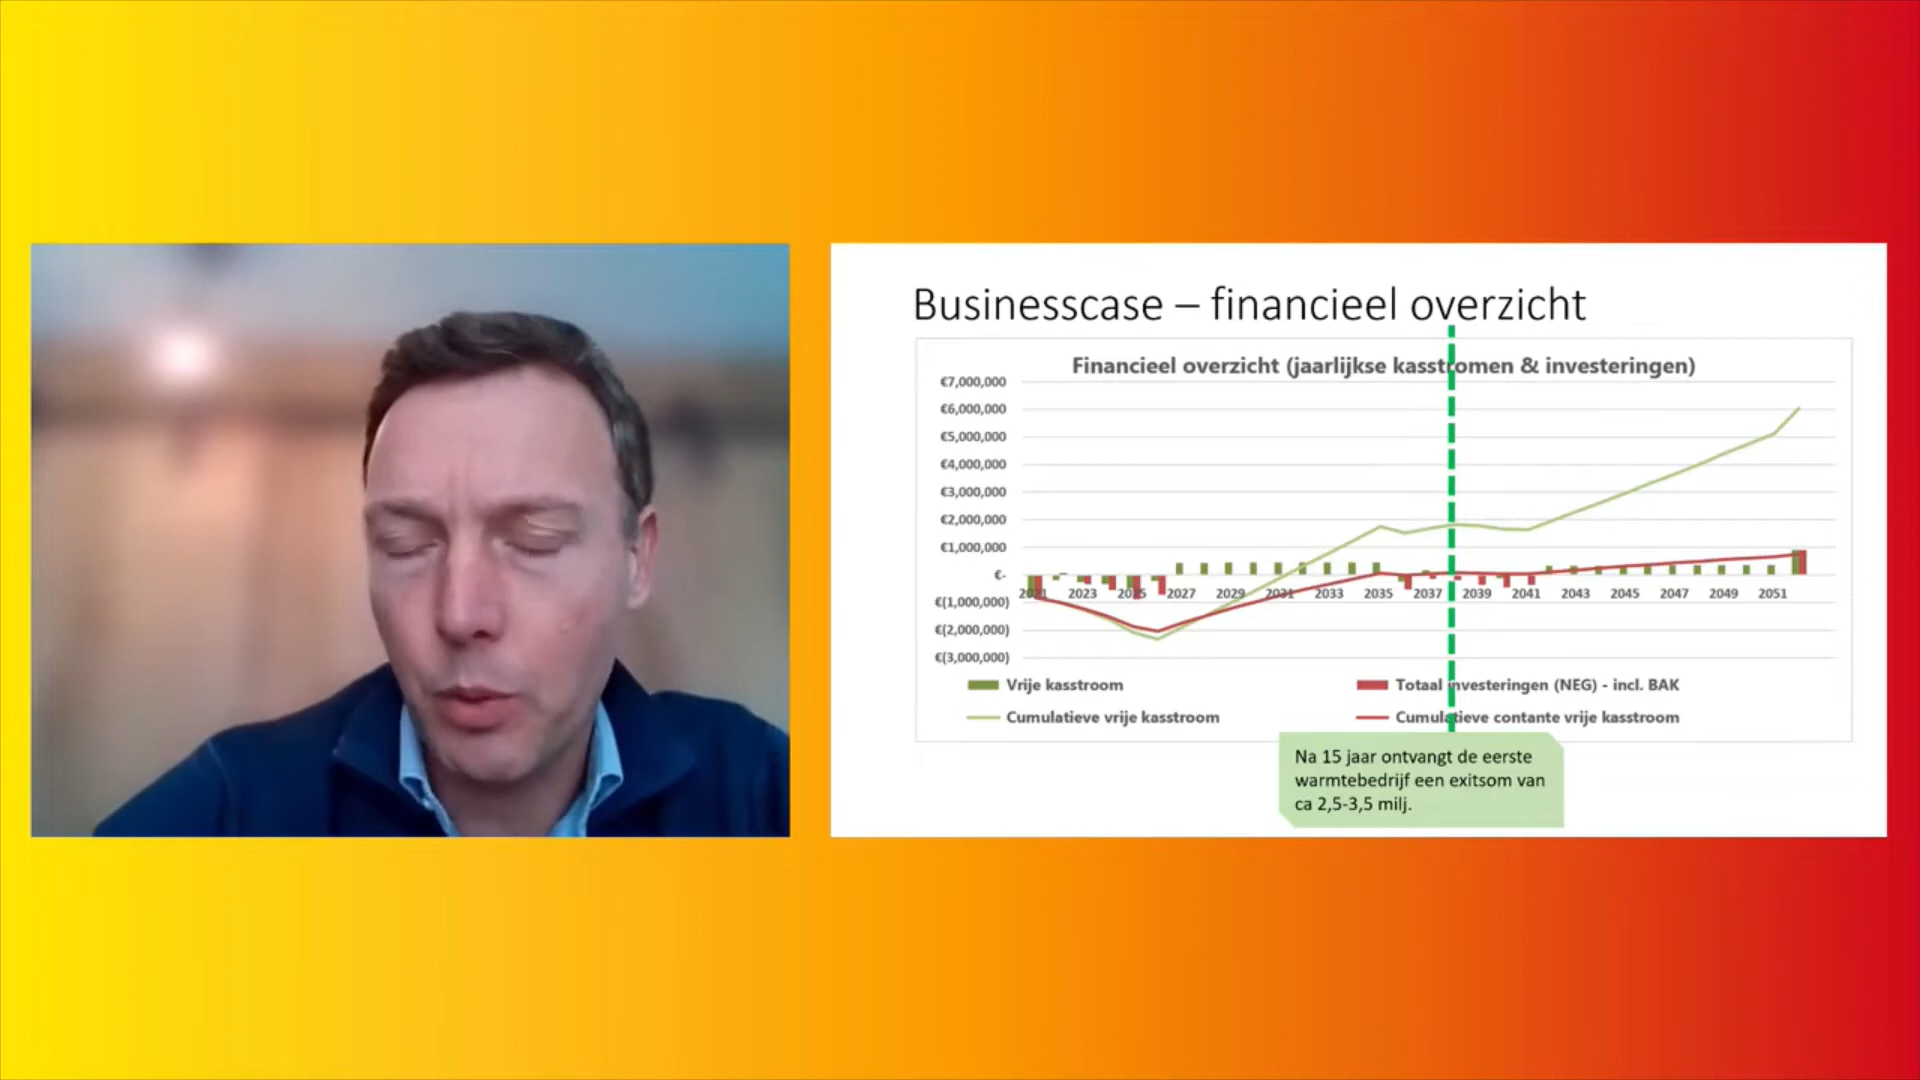 Businesscase – financieel overzicht
Financieel overzicht (jaarlijkse kasstromen & investeringen)
€7,000,000
€6,000,000
€5,000,000
€4,000,000
€3,000,000
€2,000,000
€1,000,000
€-
2021 2023 2025 2027 2029 2031 2033 2035 2037 2039 2041 2043 2045 2047 2049 2051
€(1,000,000)
€(2,000,000)
€(3,000,000)
Vrije kasstroom
Totaal investeringen (NEG) - incl. BAK
Cumulatieve vrije kasstroom
Cumulatieve contante vrije kasstroom
Na 15 jaar ontvangt de eerste
warmtebedrijf een exitsom van
ca 2,5-3,5 milj.